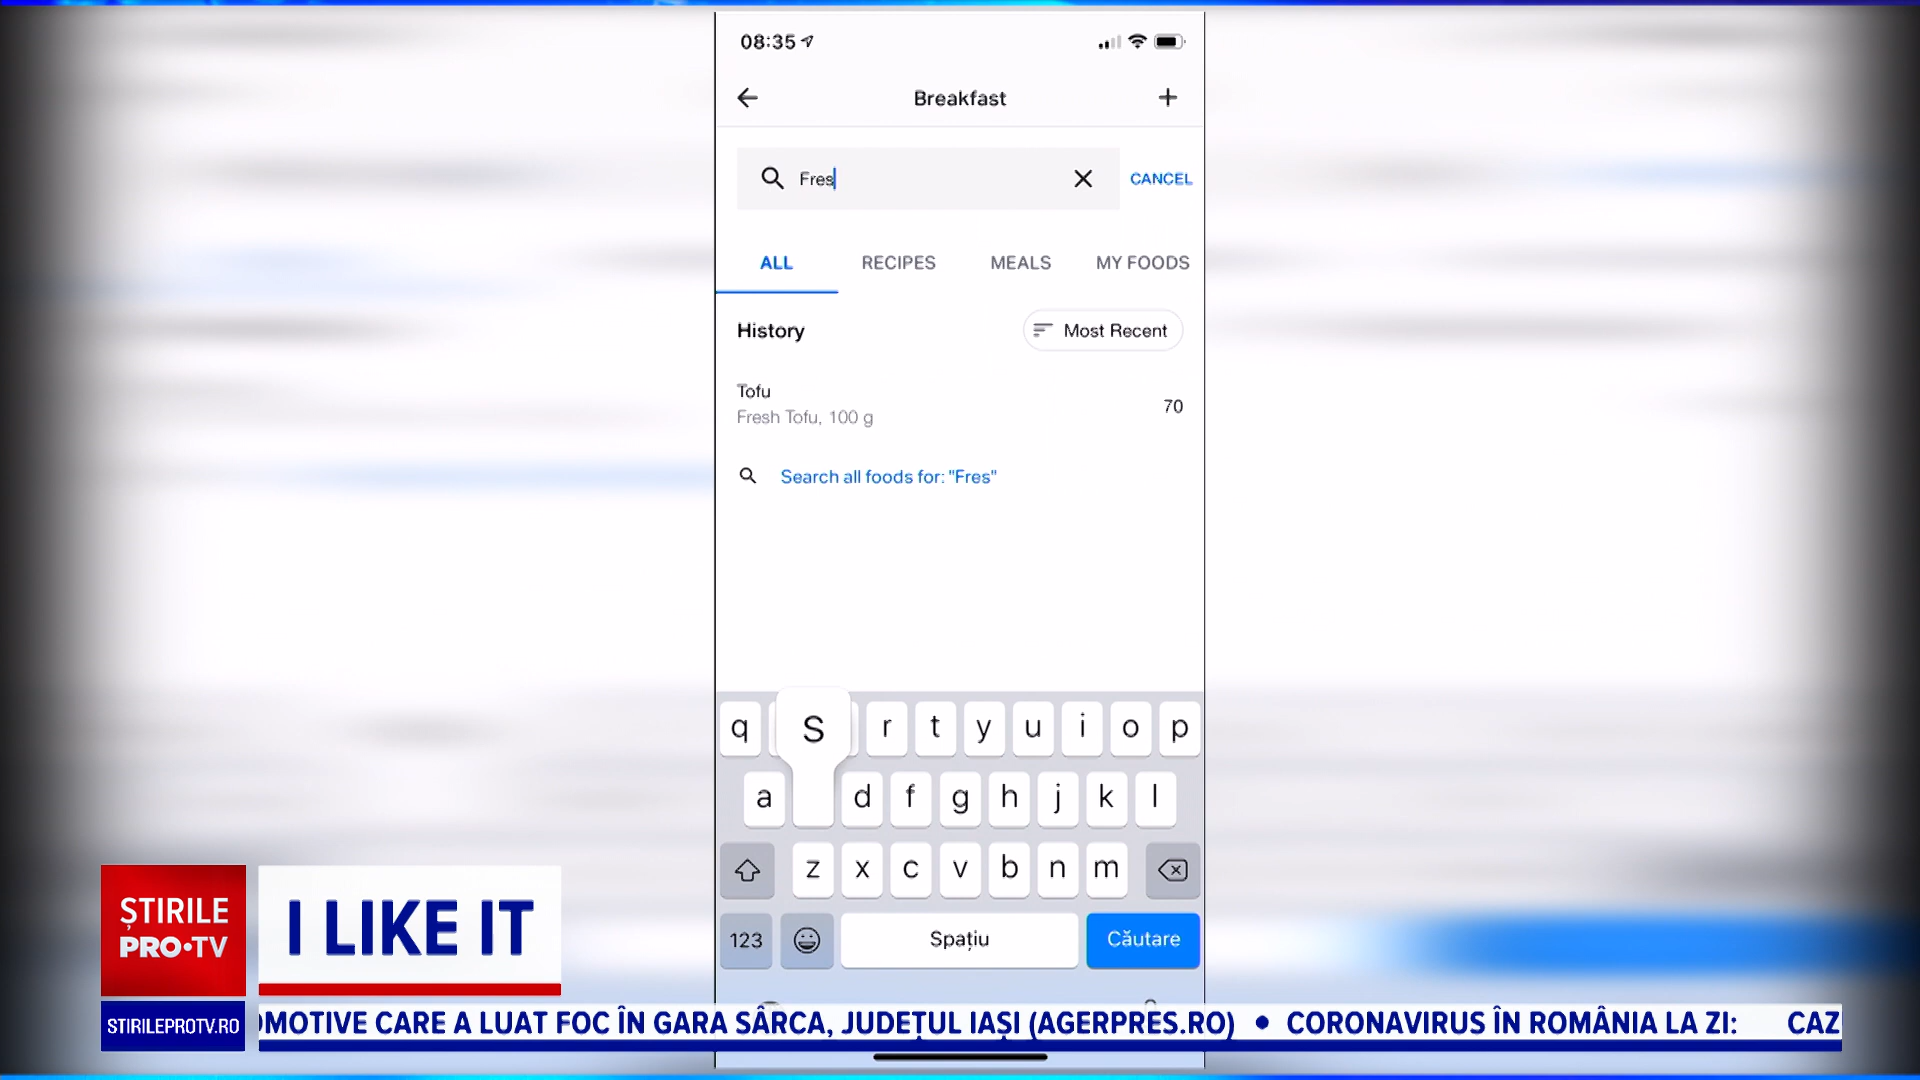 08:35
Breakfast
Fres
CANCEL
ALL RECIPES MEALS MY FOODS
History
Most Recent
Tofu
Fresh Tofu, 100 g
70
Search all foods for: "Fres"
q S r t y u i o p
a d f g h j k l
z x c v b n m
123 Spațiu Căutare
ȘTIRILE
PRO•TV
I LIKE IT
STIRILEPROTV.RO
OMOTIVE CARE A LUAT FOC ÎN GARA SÂRCA, JUDEȚUL IAȘI (AGERPRES.RO) • CORONAVIRUS ÎN ROMÂNIA LA ZI: CAZ